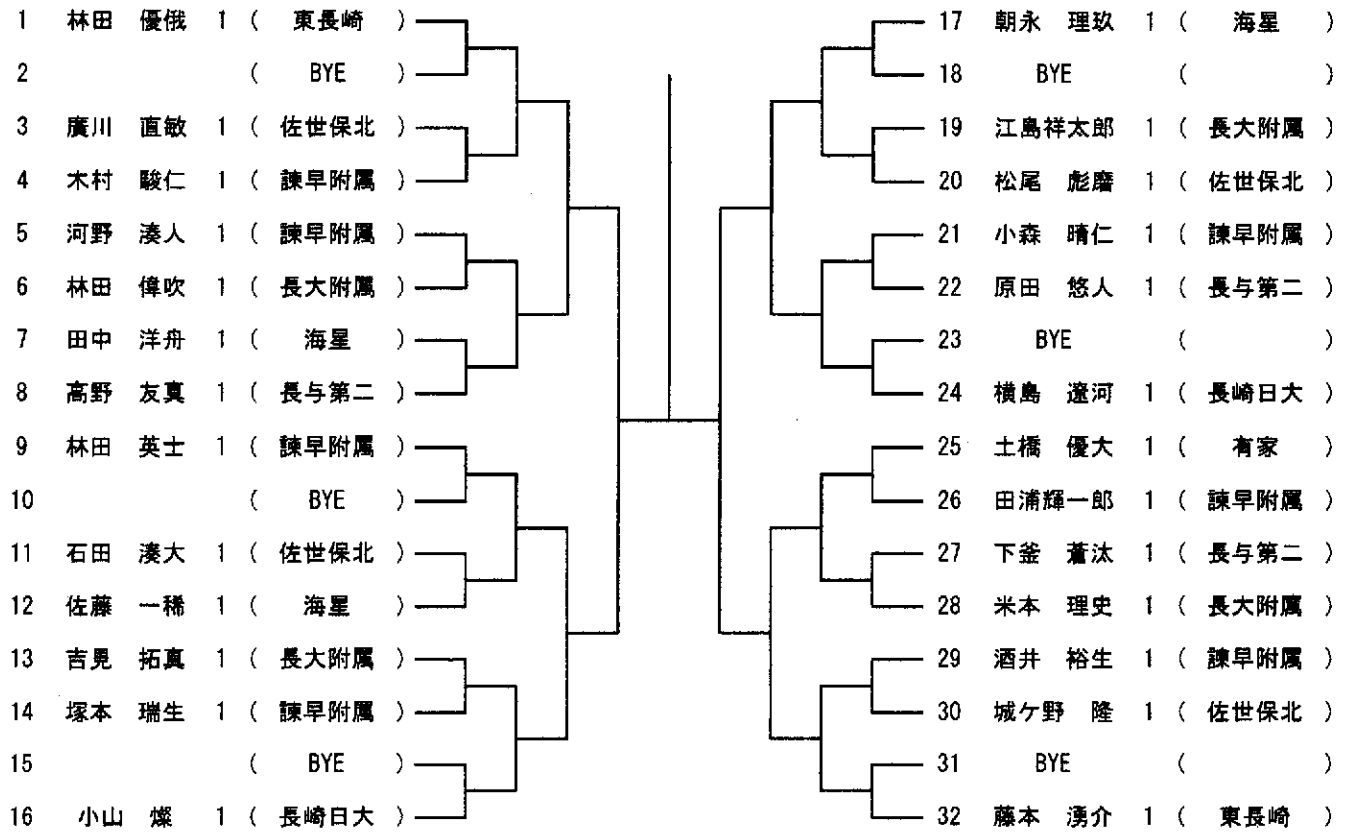 1 林田 優俄 1 ( 東長崎 )
2 ( BYE )
3 廣川 直敏 1 ( 佐世保北 )
4 木村 駿仁 1 ( 諫早附属 )
5 河野 湊人 1 ( 諫早附属 )
6 林田 偉吹 1 ( 長大附属 )
7 田中 洋舟 1 ( 海星 )
8 高野 友真 1 ( 長与第二 )
9 林田 英士 1 ( 諫早附属 )
10 ( BYE )
11 石田 湊大 1 ( 佐世保北 )
12 佐藤 一稀 1 ( 海星 )
13 吉見 拓真 1 ( 長大附属 )
14 塚本 瑞生 1 ( 諫早附属 )
15 ( BYE )
16 小山 燦 1 ( 長崎日大 )
17 朝永 理玖 1 ( 海星 )
18 BYE ( )
19 江島祥太郎 1 ( 長大附属 )
20 松尾 彪磨 1 ( 佐世保北 )
21 小森 晴仁 1 ( 諫早附属 )
22 原田 悠人 1 ( 長与第二 )
23 BYE ( )
24 横島 遼河 1 ( 長崎日大 )
25 土橋 優大 1 ( 有家 )
26 田浦輝一郎 1 ( 諫早附属 )
27 下釜 蒼汰 1 ( 長与第二 )
28 米本 理史 1 ( 長大附属 )
29 酒井 裕生 1 ( 諫早附属 )
30 城ケ野 隆 1 ( 佐世保北 )
31 BYE ( )
32 藤本 湧介 1 ( 東長崎 )